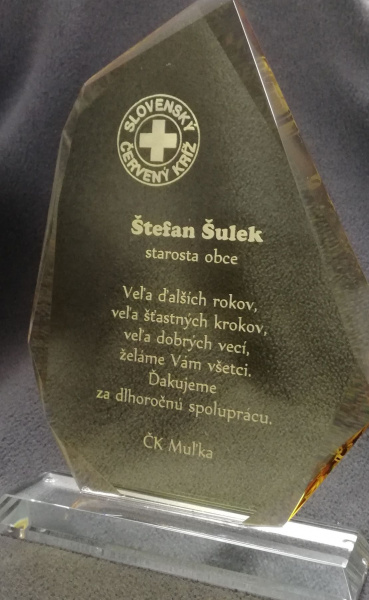 SLOVENSKÝ
ČERVENÝ KRÍŽ
Štefan Šulek
starosta obce
Veľa ďalších rokov,
veľa šťastných krokov,
veľa dobrých vecí,
želáme Vám všetci.
Ďakujeme
za dlhoročnú spoluprácu.
ČK Muľka